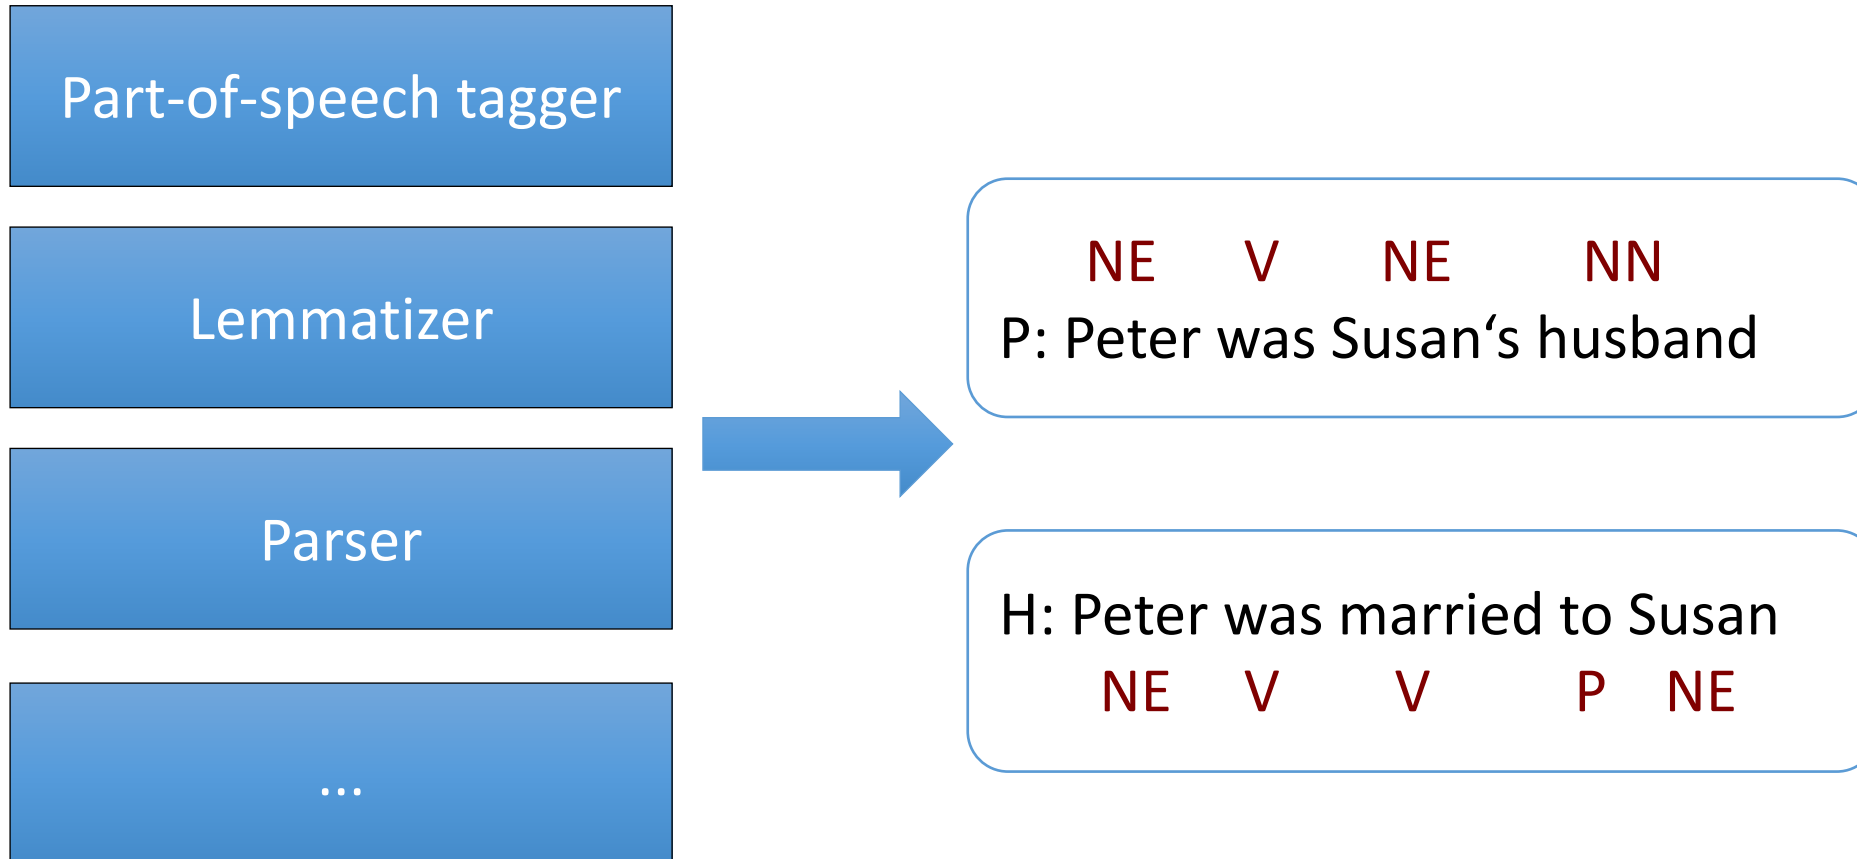 Part-of-speech tagger
Lemmatizer
Parser
...
NE V NE NN
P: Peter was Susan‘s husband
H: Peter was married to Susan
NE V V P NE